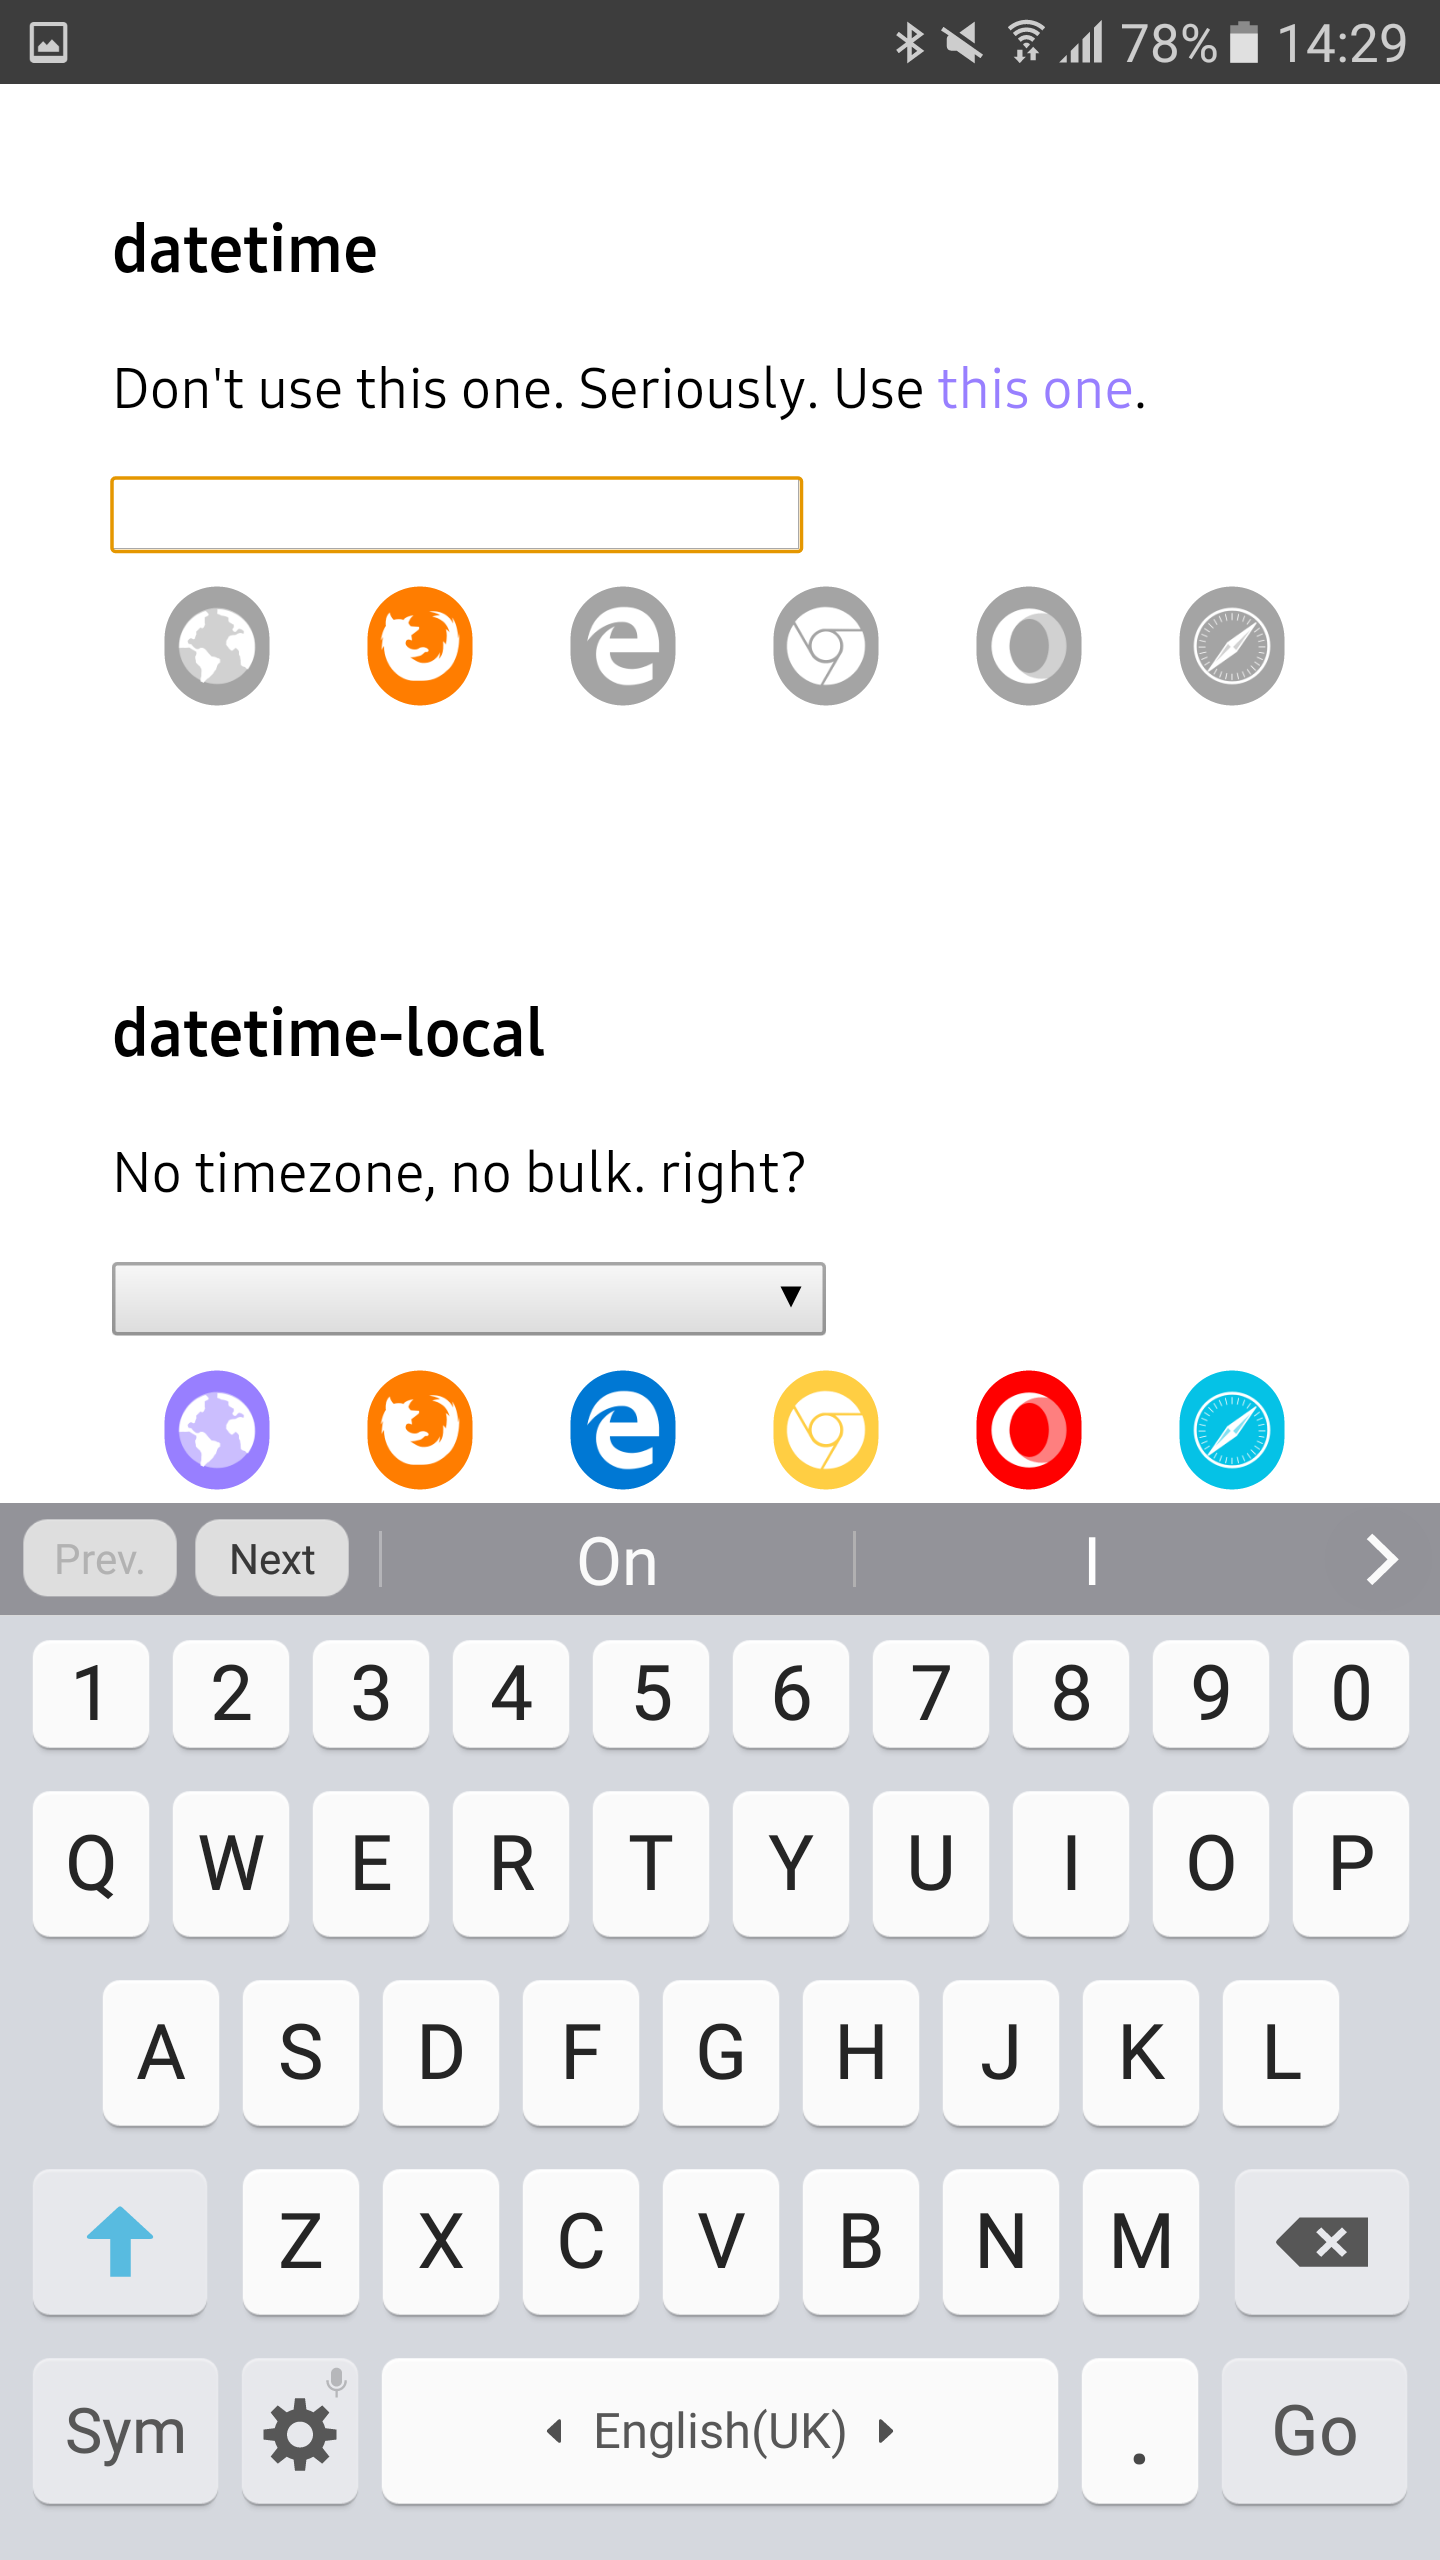 78% 14:29
datetime
Don't use this one. Seriously. Use this one.
datetime-local
No timezone, no bulk. right?
Prev. Next On I
1 2 3 4 5 6 7 8 9 0
Q W E R T Y U I O P
A S D F G H J K L
Z X C V B N M
Sym English(UK) . Go